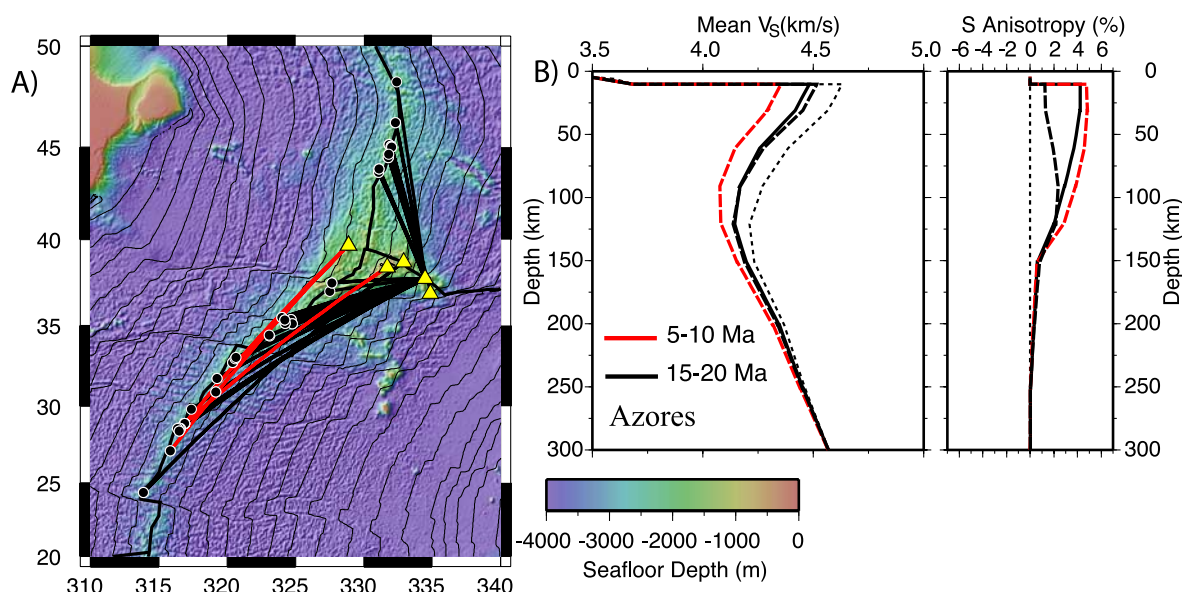 A)
50
45
40
35
30
25
20
310 315 320 325 330 335 340
B)
Mean VS(km/s)
3.5 4.0 4.5 5.0
0
50
100
150
200
250
300
Depth (km)
5-10 Ma
15-20 Ma
Azores
S Anisotropy (%)
-6 -4 -2 0 2 4 6
0
50
100
150
200
250
300
Depth (km)
-4000 -3000 -2000 -1000 0
Seafloor Depth (m)